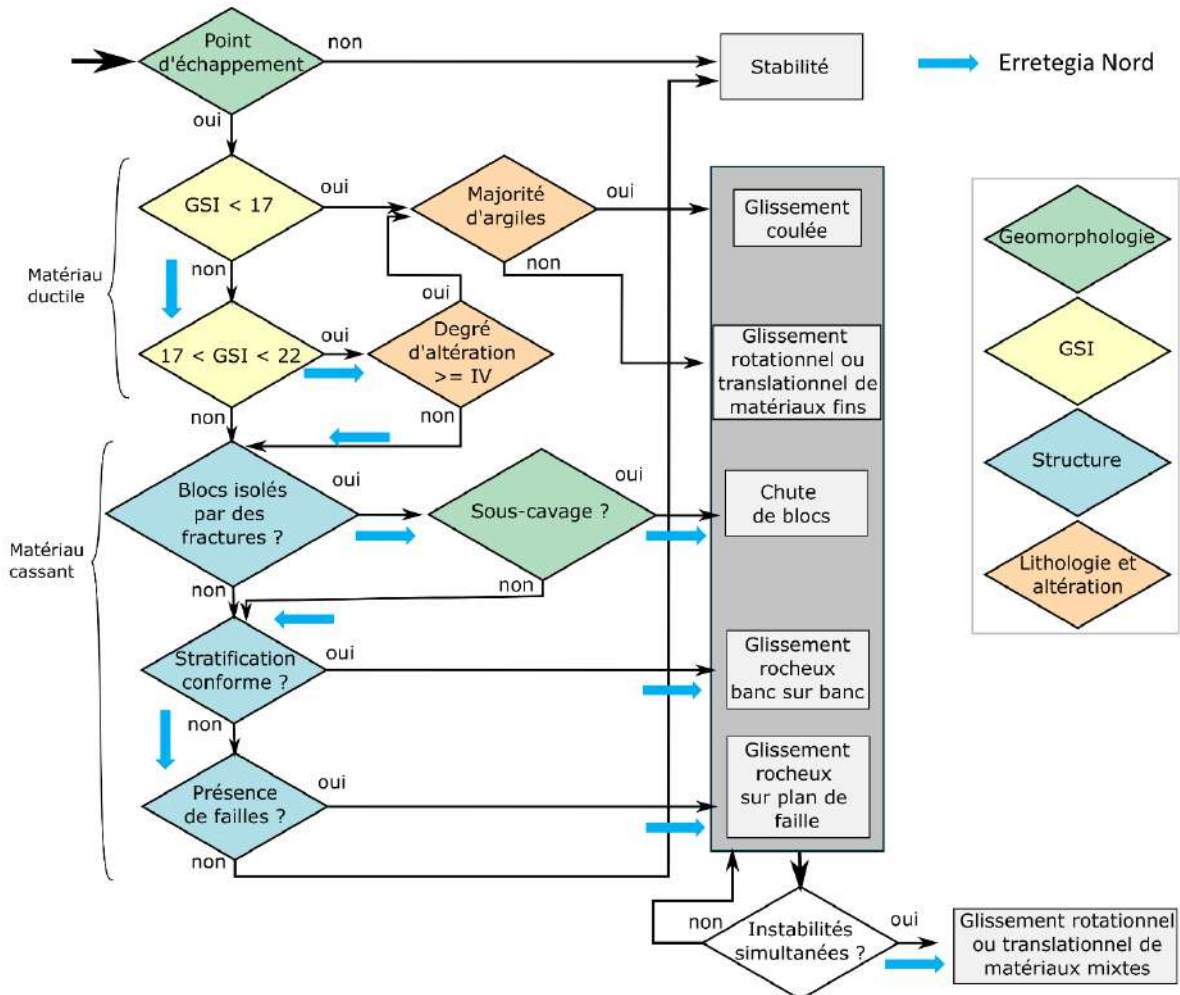 Point
d'échappement
non
Stabilité
Erretegia Nord
oui
GSI < 17
oui
Majorité
d'argiles
oui
Glissement
coulée
Geomorphologie
Matériau
ductile
non
non
oui
17 < GSI < 22
oui
Degré
d'altération
>= IV
Glissement
rotationnel ou
translationnel de
matériaux fins
GSI
non
non
Blocs isolés
par des
fractures ?
oui
Sous-cavage ?
oui
Chute
de blocs
Structure
Matériau
cassant
non
non
Lithologie et
altération
Stratification
conforme ?
oui
Glissement
rocheux
banc sur banc
non
Présence
de failles ?
oui
Glissement
rocheux
sur plan de
faille
non
non
Instabilités
simultanées ?
oui
Glissement rotationnel
ou translationnel de
matériaux mixtes